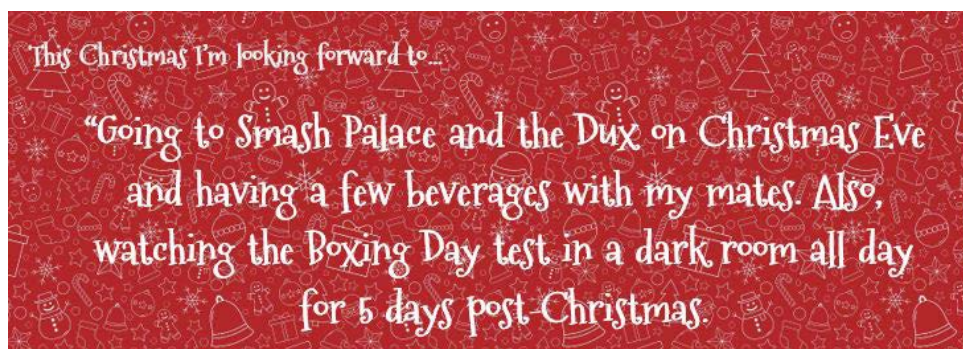 This Christmas I'm looking forward to...
"Going to Smash Palace and the Dux on Christmas Eve
and having a few beverages with my mates. Also,
watching the Boxing Day test in a dark room all day
for 5 days post-Christmas.